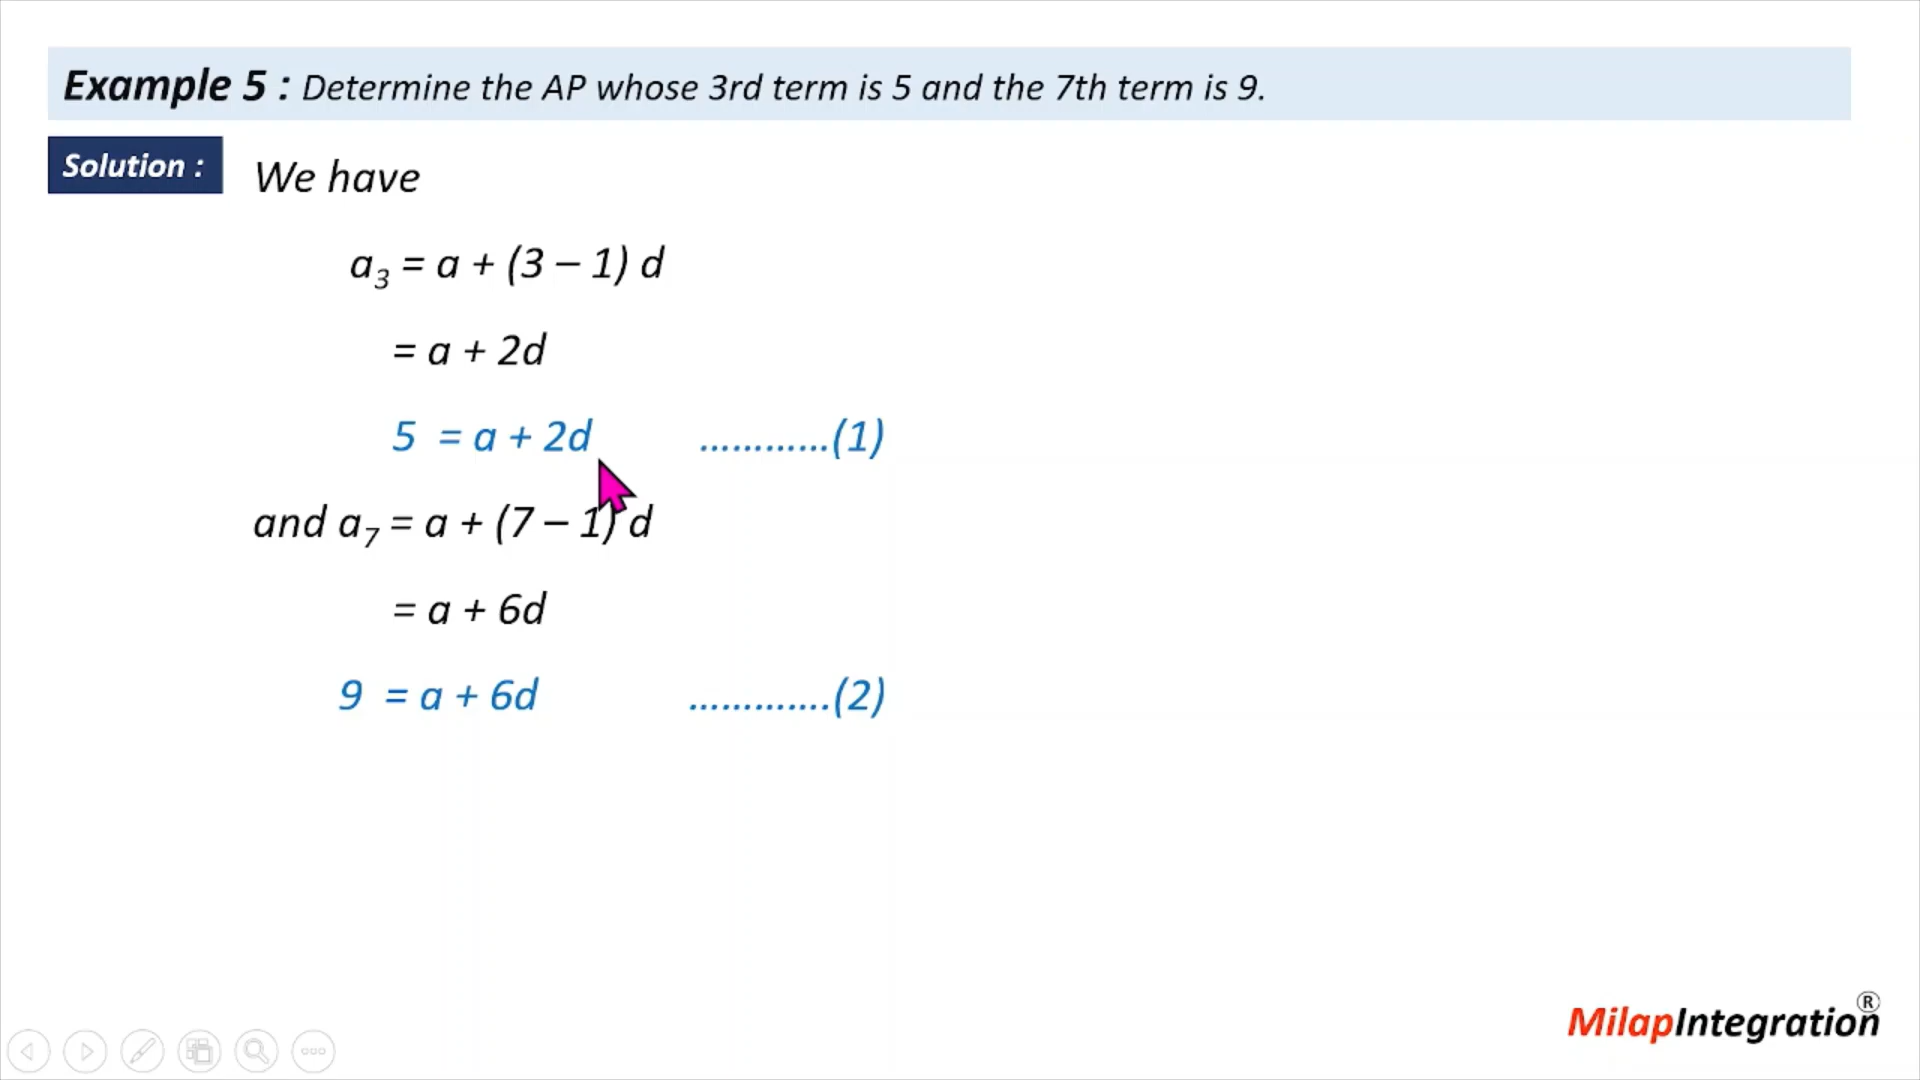 Example 5 : Determine the AP whose 3rd term is 5 and the 7th term is 9.
Solution : We have
a₃ = a + (3 – 1) d
= a + 2d
5 = a + 2d ............(1)
and a₇ = a + (7 – 1) d
= a + 6d
9 = a + 6d .............(2)
MilapIntegration®